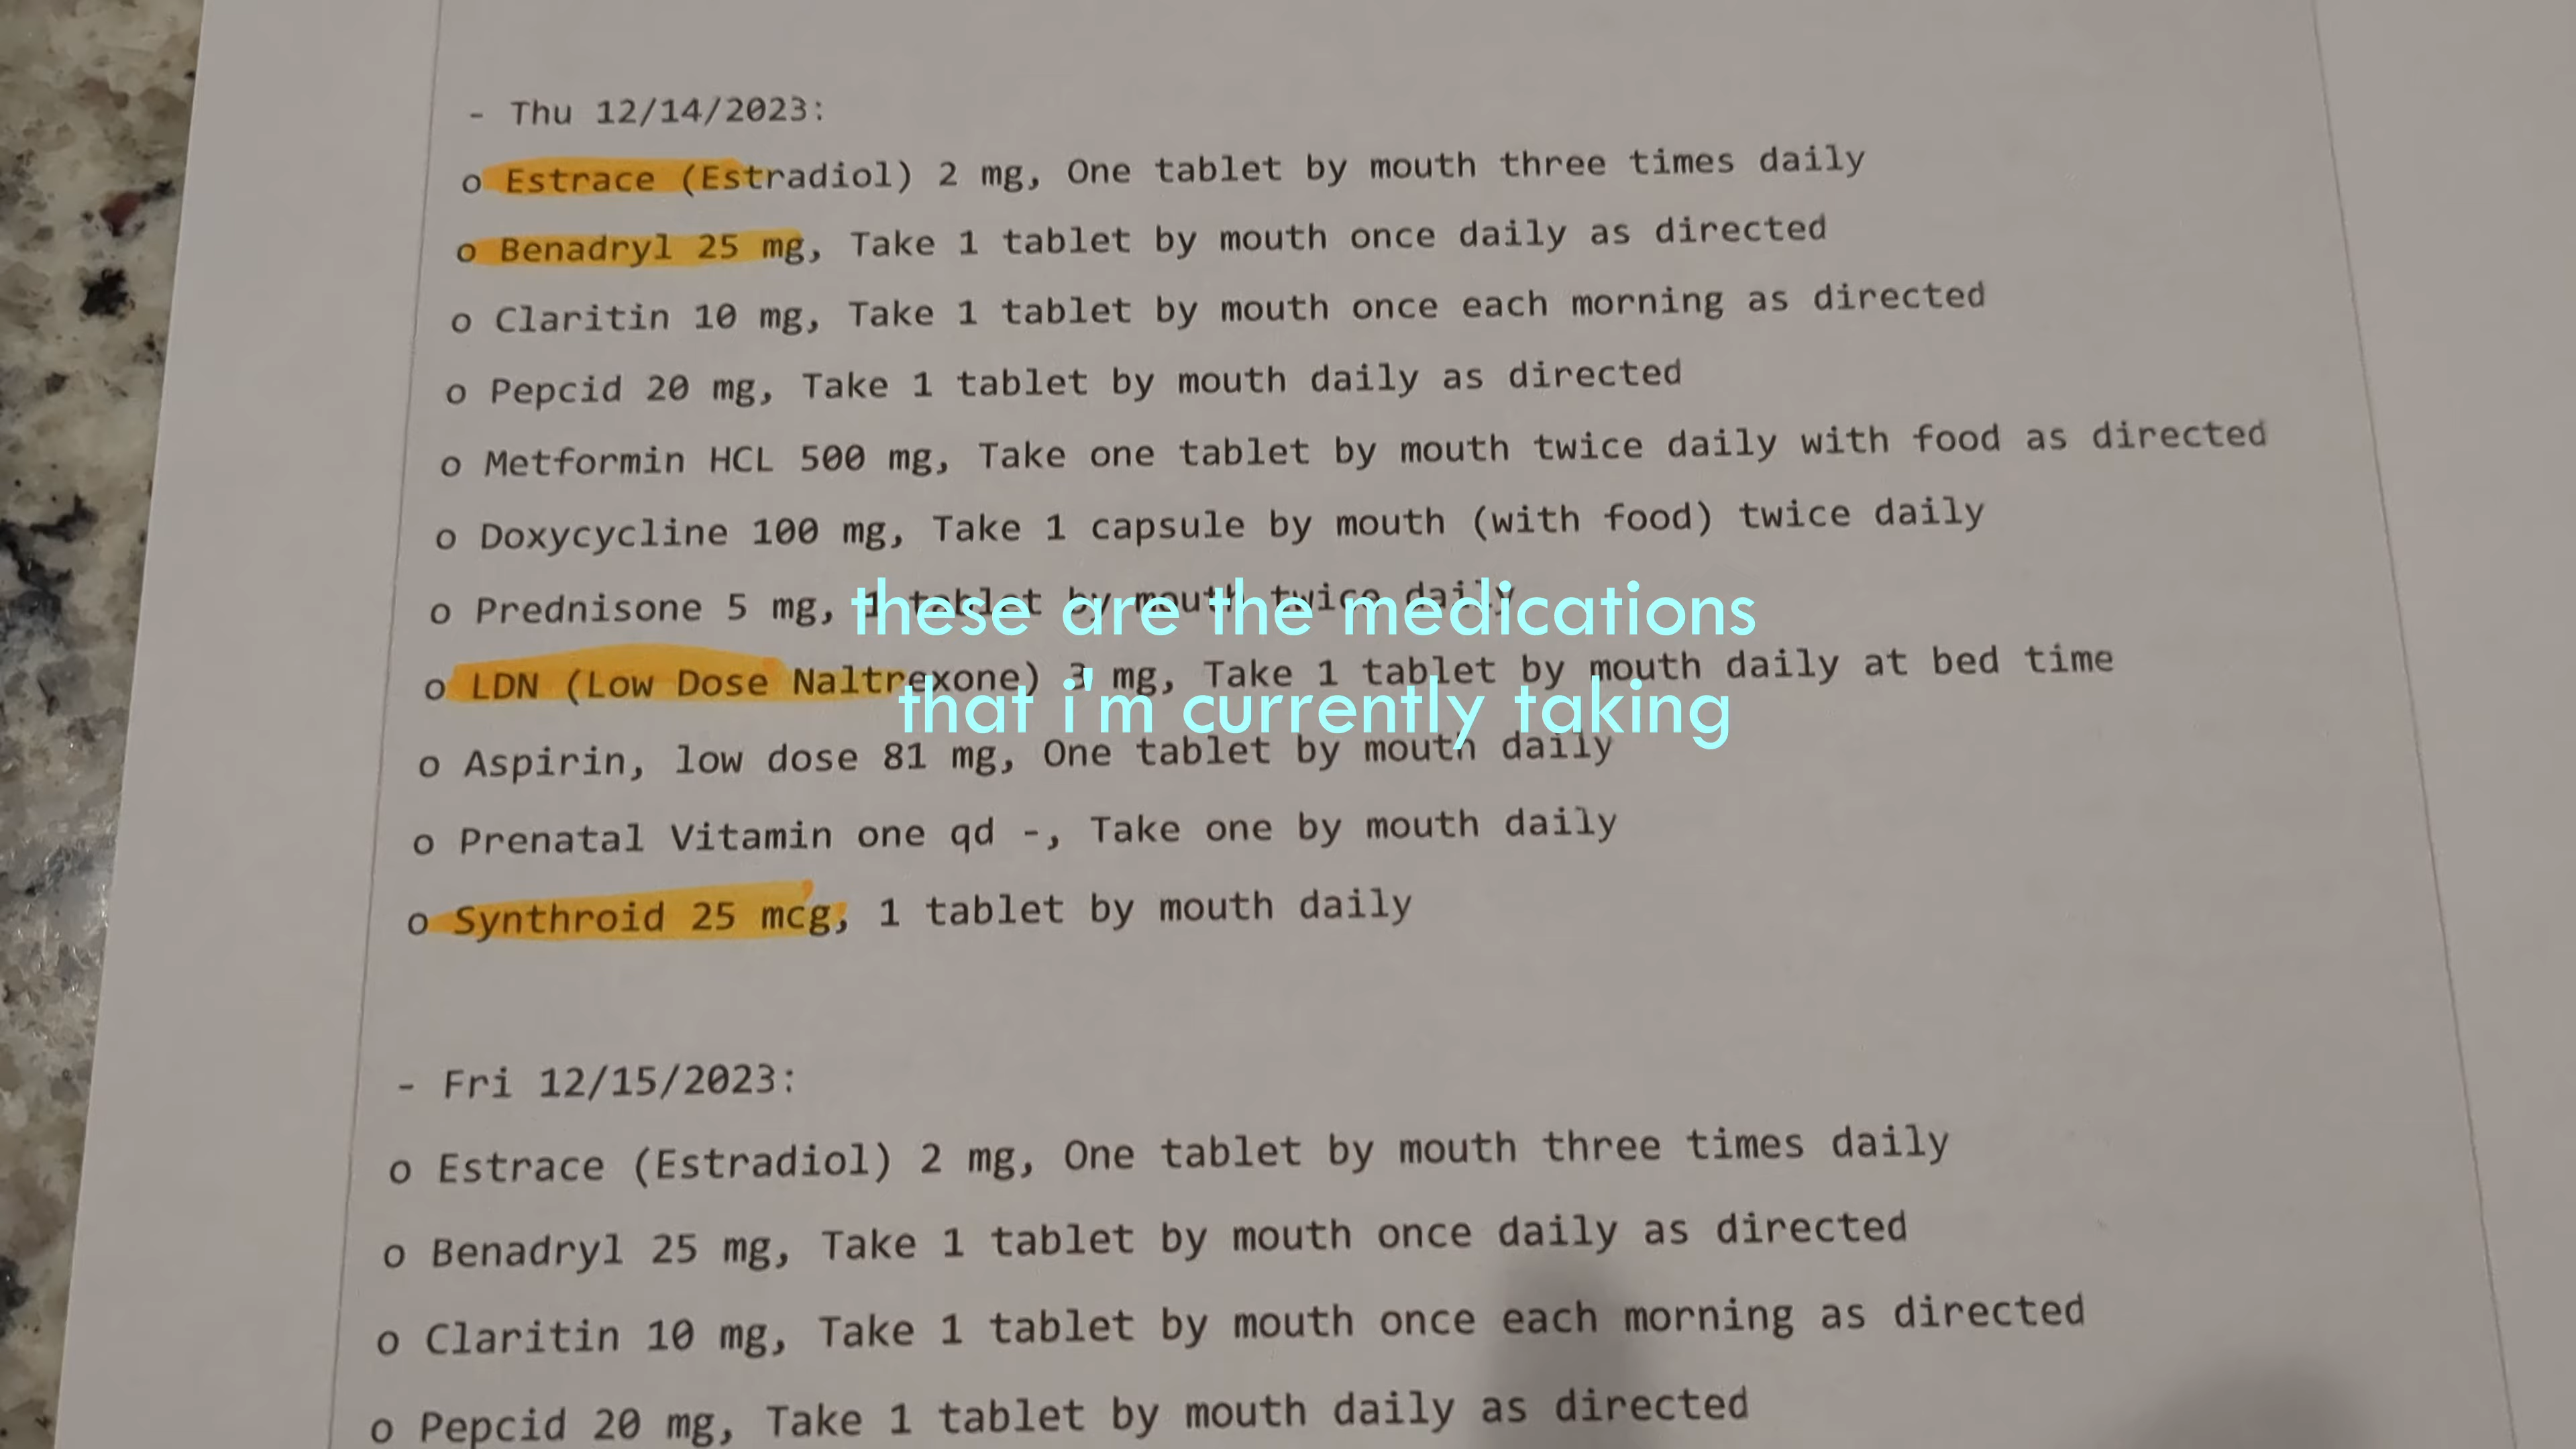 - Thu 12/14/2023:
o Estrace (Estradiol) 2 mg, One tablet by mouth three times daily
o Benadryl 25 mg, Take 1 tablet by mouth once daily as directed
o Claritin 10 mg, Take 1 tablet by mouth once each morning as directed
o Pepcid 20 mg, Take 1 tablet by mouth daily as directed
o Metformin HCL 500 mg, Take one tablet by mouth twice daily with food as directed
o Doxycycline 100 mg, Take 1 capsule by mouth (with food) twice daily
o Prednisone 5 mg, 1 tablet by mouth twice daily
these are the medications
o LDN (Low Dose Naltrexone) 3 mg, Take 1 tablet by mouth daily at bed time
that i'm currently taking
o Aspirin, low dose 81 mg, One tablet by mouth daily
o Prenatal Vitamin one qd -, Take one by mouth daily
o Synthroid 25 mcg, 1 tablet by mouth daily
- Fri 12/15/2023:
o Estrace (Estradiol) 2 mg, One tablet by mouth three times daily
o Benadryl 25 mg, Take 1 tablet by mouth once daily as directed
o Claritin 10 mg, Take 1 tablet by mouth once each morning as directed
o Pepcid 20 mg, Take 1 tablet by mouth daily as directed